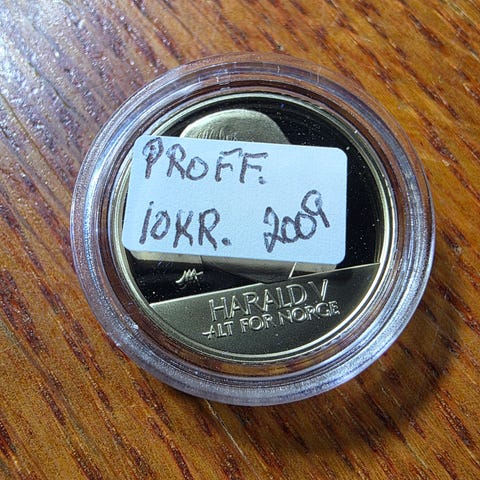 PROFF.
10KR. 2009
HARALD V
ALT FOR NORGE